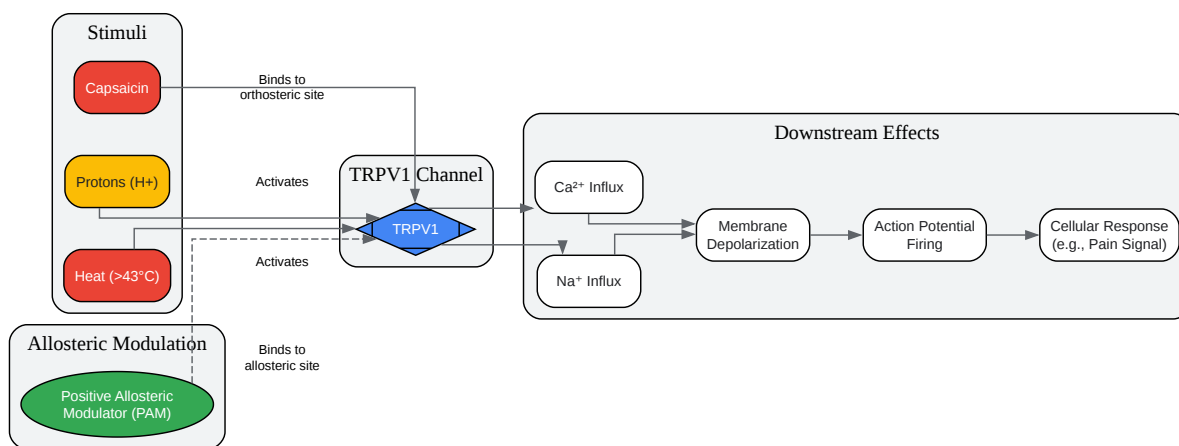 Stimuli
Capsaicin
Binds to
orthosteric site
Protons (H+)
Activates
Heat (>43°C)
Activates
Allosteric Modulation
Positive Allosteric
Modulator (PAM)
Binds to
allosteric site
TRPV1 Channel
TRPV1
Downstream Effects
Ca²⁺ Influx
Na⁺ Influx
Membrane
Depolarization
Action Potential
Firing
Cellular Response
(e.g., Pain Signal)